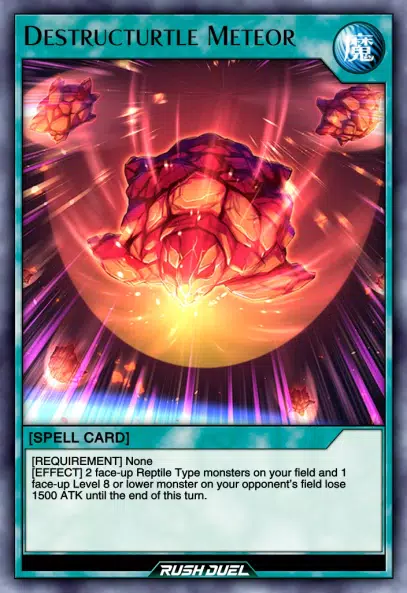 Destructurtle Meteor
魔
[SPELL CARD]
[REQUIREMENT] None
[EFFECT] 2 face-up Reptile Type monsters on your field and 1
face-up Level 8 or lower monster on your opponent's field lose
1500 ATK until the end of this turn.
RUSH DUEL